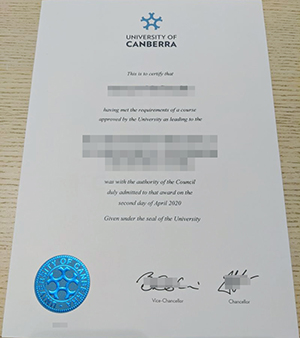 UNIVERSITY OF
CANBERRA
This is to certify that
having met the requirements of a course
approved by the University as leading to the
was with the authority of the Council
duly admitted to that award on the
second day of April 2020
Given under the seal of the University
Vice-Chancellor
Chancellor